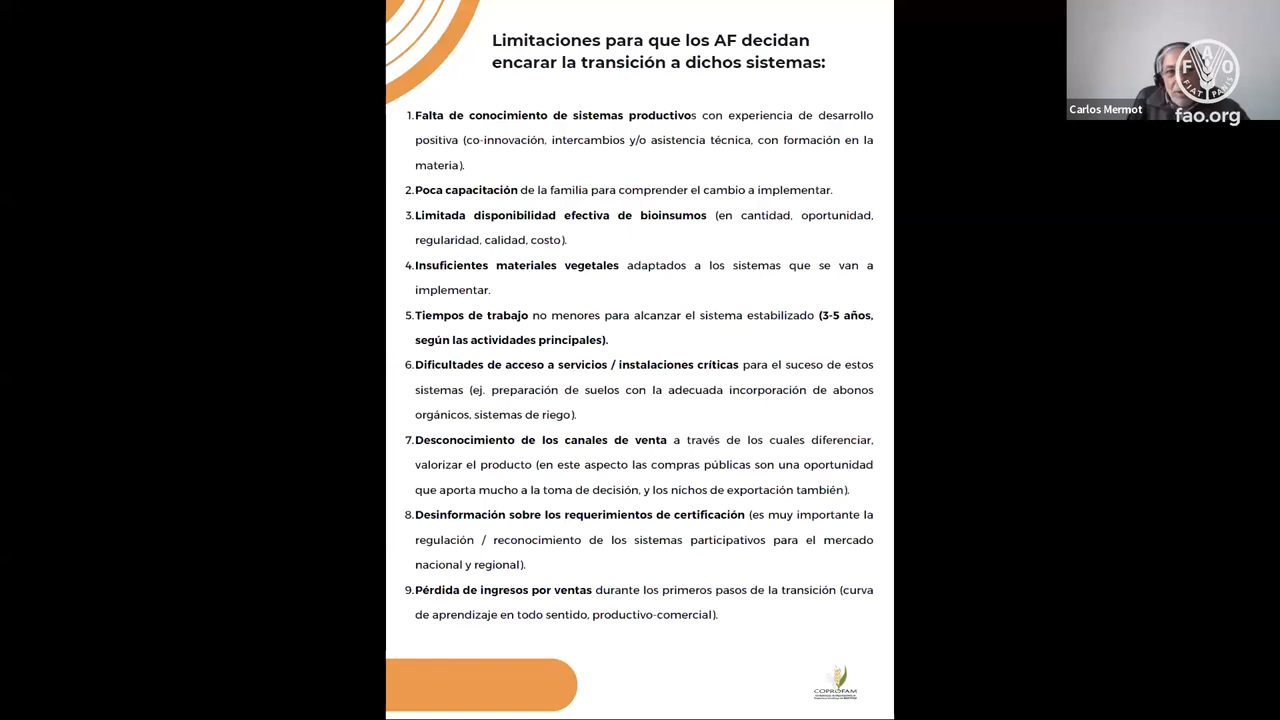 Limitaciones para que los AF decidan
encarar la transición a dichos sistemas:
1.Falta de conocimiento de sistemas productivos con experiencia de desarrollo
positiva (co-innovación, intercambios y/o asistencia técnica, con formación en la
materia).
2.Poca capacitación de la familia para comprender el cambio a implementar.
3.Limitada disponibilidad efectiva de bioinsumos (en cantidad, oportunidad,
regularidad, calidad, costo).
4.Insuficientes materiales vegetales adaptados a los sistemas que se van a
implementar.
5.Tiempos de trabajo no menores para alcanzar el sistema estabilizado (3-5 años,
según las actividades principales).
6.Dificultades de acceso a servicios / instalaciones críticas para el suceso de estos
sistemas (ej. preparación de suelos con la adecuada incorporación de abonos
orgánicos, sistemas de riego).
7.Desconocimiento de los canales de venta a través de los cuales diferenciar,
valorizar el producto (en este aspecto las compras públicas son una oportunidad
que aporta mucho a la toma de decisión, y los nichos de exportación también).
8.Desinformación sobre los requerimientos de certificación (es muy importante la
regulación / reconocimiento de los sistemas participativos para el mercado
nacional y regional).
9.Pérdida de ingresos por ventas durante los primeros pasos de la transición (curva
de aprendizaje en todo sentido, productivo-comercial).
COPROFAM
Carlos Mermot
F A O
FIAT PANIS
fao.org